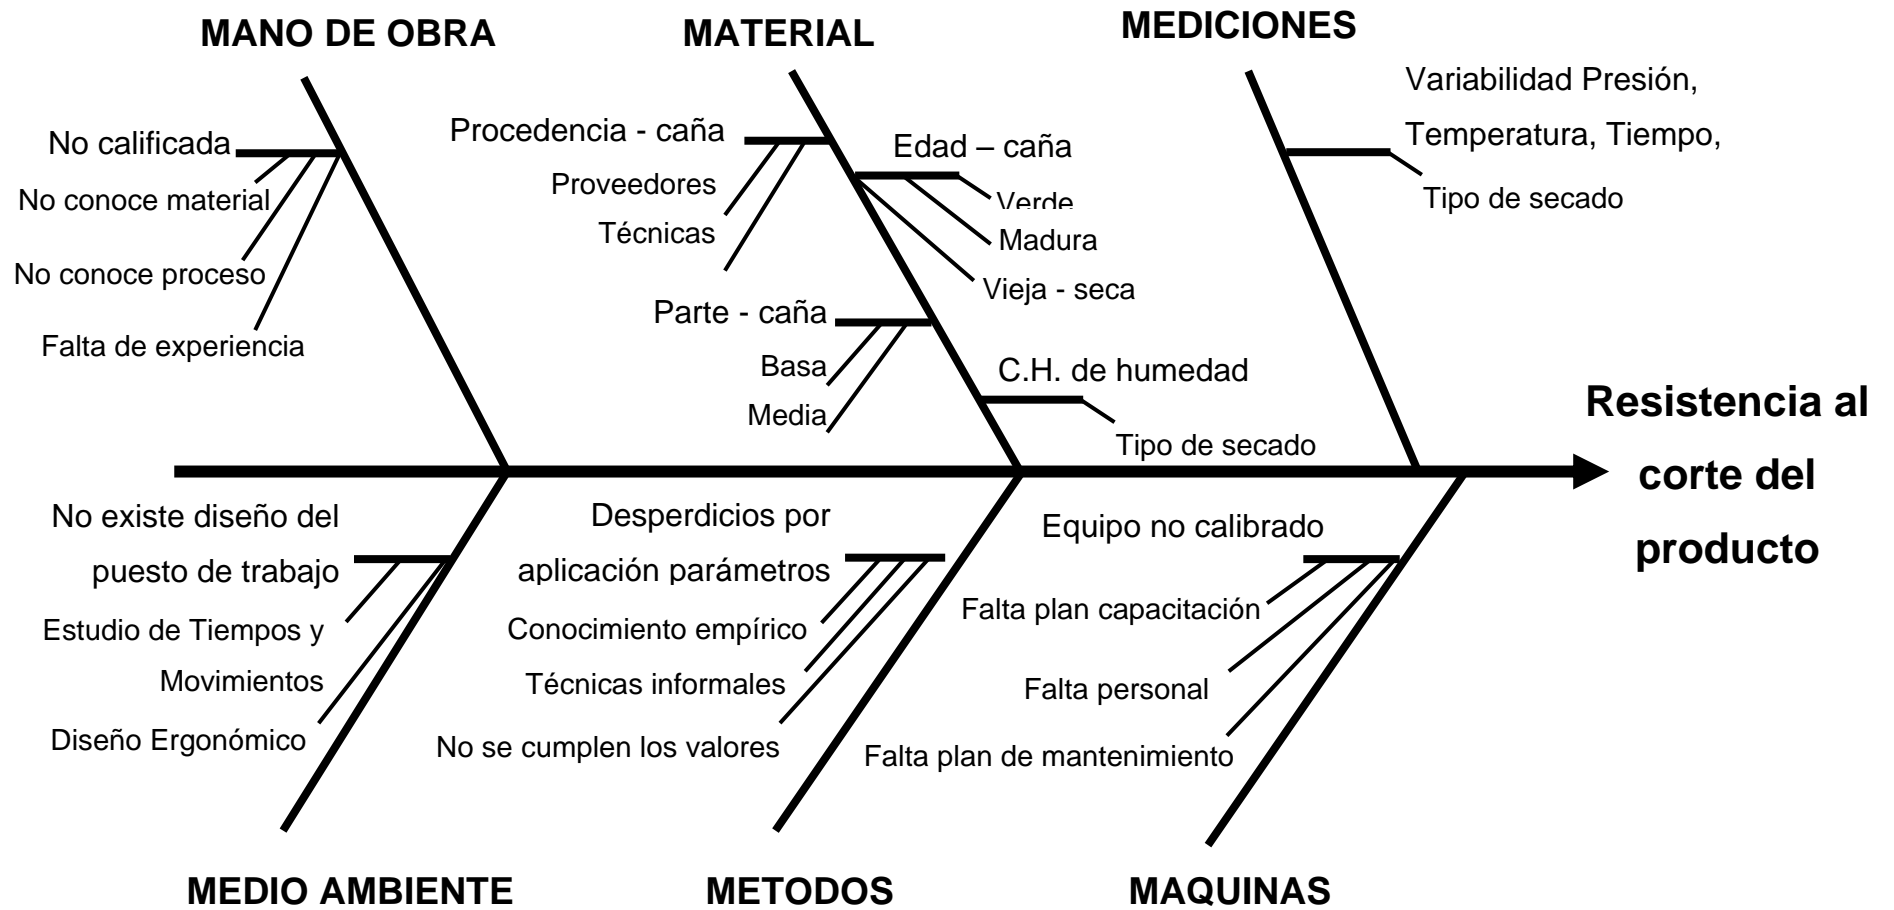 MANO DE OBRA
MATERIAL
MEDICIONES
No calificada
No conoce material
No conoce proceso
Falta de experiencia
Procedencia - caña
Proveedores
Técnicas
Edad – caña
Verde
Madura
Vieja - seca
Parte - caña
Basa
Media
C.H. de humedad
Tipo de secado
Variabilidad Presión,
Temperatura, Tiempo,
Tipo de secado
Resistencia al
corte del
producto
No existe diseño del
puesto de trabajo
Estudio de Tiempos y
Movimientos
Diseño Ergonómico
Desperdicios por
aplicación parámetros
Conocimiento empírico
Técnicas informales
No se cumplen los valores
Equipo no calibrado
Falta plan capacitación
Falta personal
Falta plan de mantenimiento
MEDIO AMBIENTE
METODOS
MAQUINAS